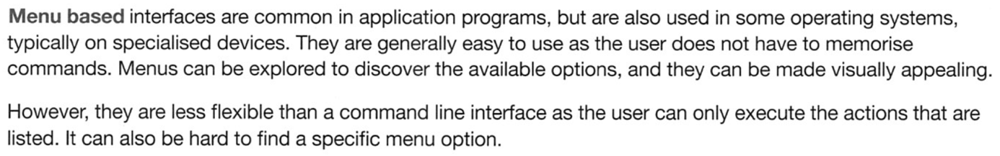 Menu based interfaces are common in application programs, but are also used in some operating systems,
typically on specialised devices. They are generally easy to use as the user does not have to memorise
commands. Menus can be explored to discover the available options, and they can be made visually appealing.
However, they are less flexible than a command line interface as the user can only execute the actions that are
listed. It can also be hard to find a specific menu option.